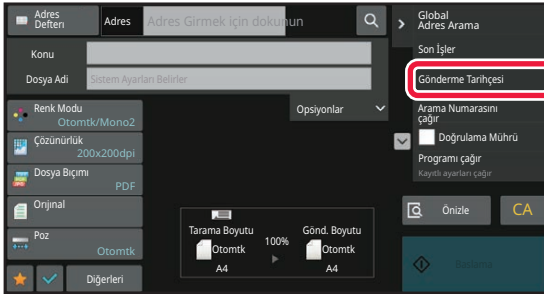 Adres
Defteri
Adres
Adres Girmek için dokunun
Konu
Dosya Adi
Sistem Ayarları Belirler
Opsiyonlar
Renk Modu
Otomtk/Mono2
Çözünürlük
200x200dpi
Dosya Bıçımı
PDF
Orıjınal
Poz
Otomtk
Diğerleri
Tarama Boyutu
Otomtk
A4
100%
Gönd. Boyutu
Otomtk
A4
Global
Adres Arama
Son İşler
Gönderme Tarihçesi
Arama Numarasını
çağır
Doğrulama Mührü
Programı çağır
Kayıtlı ayarları çağır
Önizle
CA